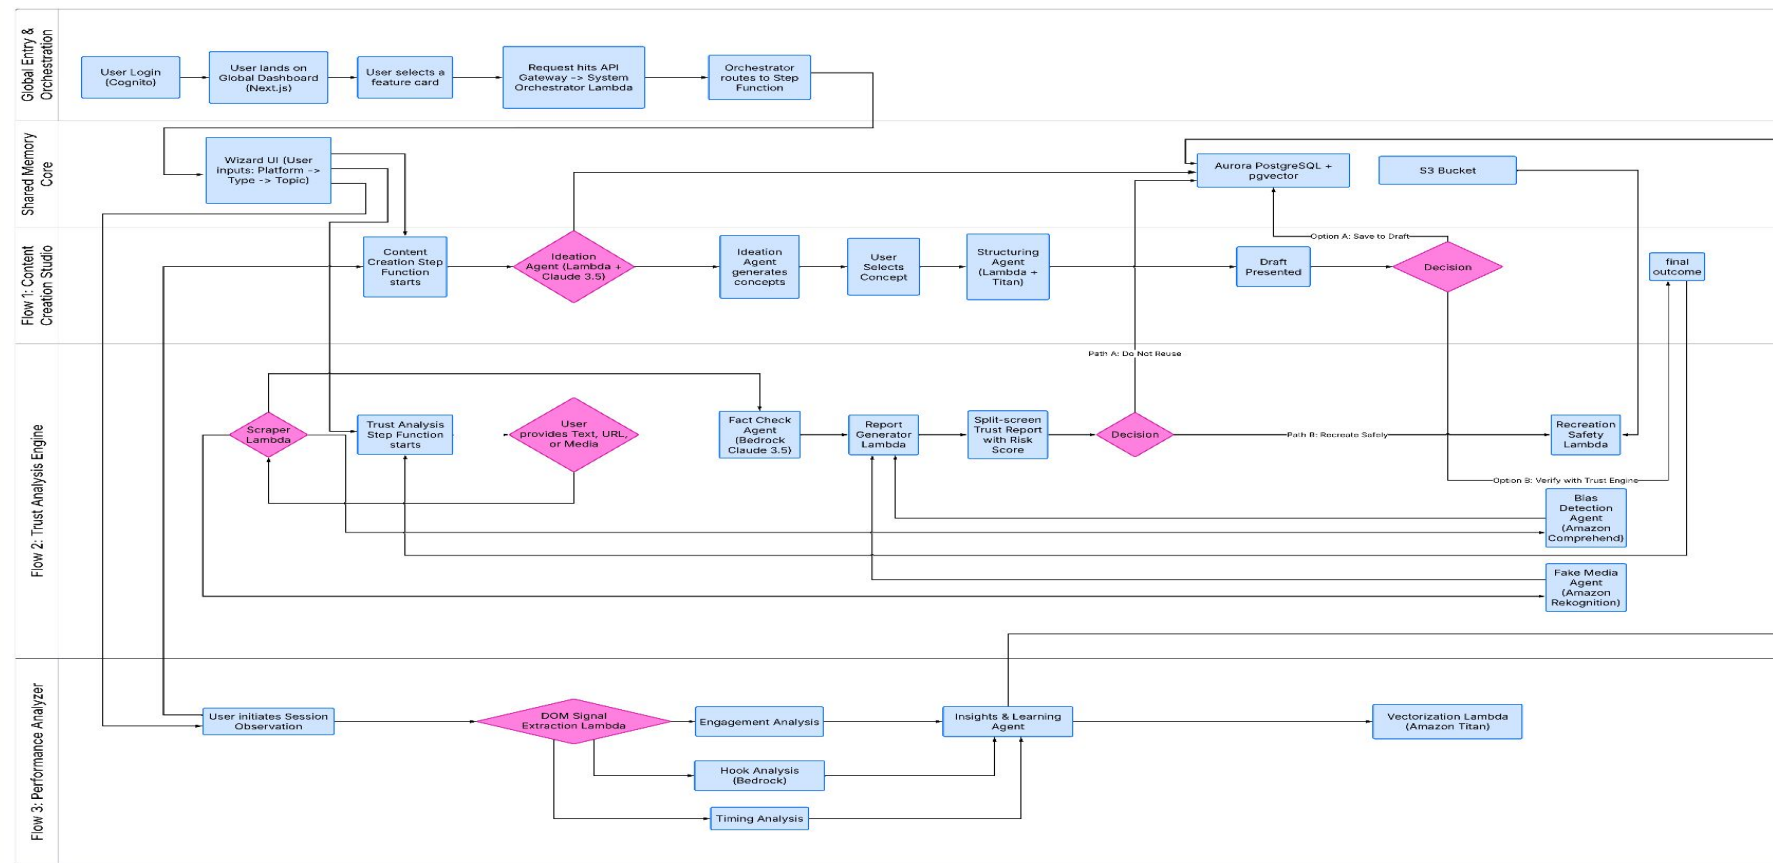 Global Entry &
Orchestration
User Login
(Cognito)
User lands on
Global Dashboard
(Next.js)
User selects a
feature card
Request hits API
Gateway -> System
Orchestrator Lambda
Orchestrator
routes to Step
Function
Shared Memory
Core
Wizard UI (User
inputs: Platform ->
Type -> Topic)
Aurora PostgreSQL +
pgvector
S3 Bucket
Flow 1: Content
Creation Studio
Content
Creation Step
Function
starts
Ideation
Agent (Lambda +
Claude 3.5)
Ideation
Agent
generates
concepts
User
Selects
Concept
Structuring
Agent
(Lambda +
Titan)
Draft
Presented
Option A: Save to Draft
Decision
final
outcome
Flow 2: Trust Analysis Engine
Scraper
Lambda
Trust Analysis
Step Function
starts
User
provides Text, URL,
or Media
Fact Check
Agent
(Bedrock
Claude 3.5)
Report
Generator
Lambda
Split-screen
Trust Report
with Risk
Score
Path A: Do Not Reuse
Decision
Path B: Recreate Safely
Recreation
Safety
Lambda
Option B: Verify with Trust Engine
Bias
Detection
Agent
(Amazon
Comprehend)
Fake Media
Agent
(Amazon
Rekognition)
Flow 3: Performance Analyzer
User initiates Session
Observation
DOM Signal
Extraction Lambda
Engagement Analysis
Insights & Learning
Agent
Vectorization Lambda
(Amazon Titan)
Hook Analysis
(Bedrock)
Timing Analysis